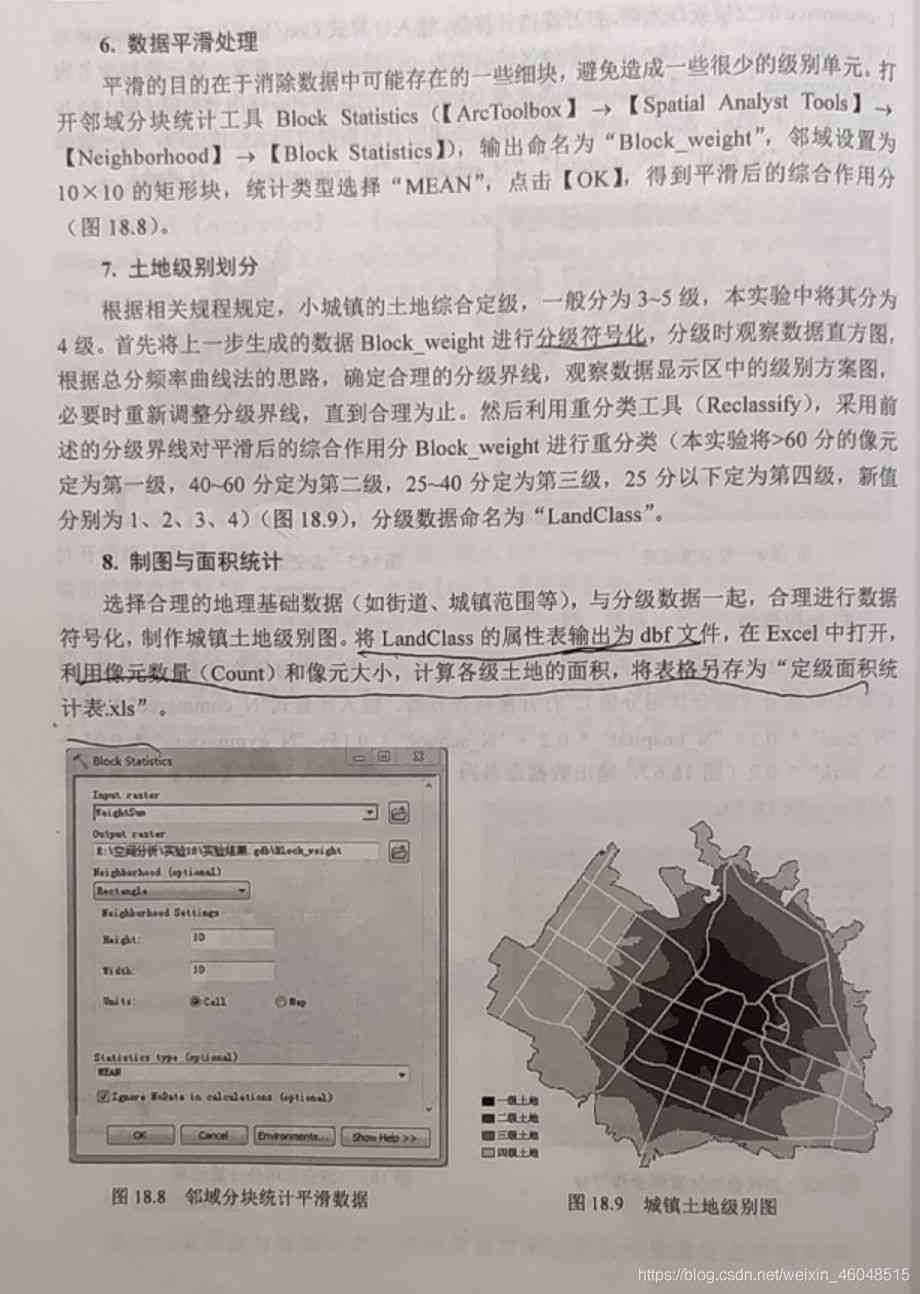 6. 数据平滑处理
平滑的目的在于消除数据中可能存在的一些细块，避免造成一些很少的级别单元。打
开邻域分块统计工具 Block Statistics（【ArcToolbox】→【Spatial Analyst Tools】→
【Neighborhood】→【Block Statistics】），输出命名为“Block_weight”，邻域设置为
10×10 的矩形块，统计类型选择“MEAN”，点击【OK】，得到平滑后的综合作用分
（图 18.8）。
7. 土地级别划分
根据相关规程规定，小城镇的土地综合定级，一般分为 3~5 级，本实验中将其分为
4 级。首先将上一步生成的数据 Block_weight 进行分级符号化，分级时观察数据直方图，
根据总分频率曲线法的思路，确定合理的分级界线，观察数据显示区中的级别方案图，
必要时重新调整分级界线，直到合理为止。然后利用重分类工具（Reclassify），采用前
述的分级界线对平滑后的综合作用分 Block_weight 进行重分类（本实验将>60 分的像元
定为第一级，40~60 分定为第二级，25~40 分定为第三级，25 分以下定为第四级，新值
分别为 1、2、3、4）（图 18.9），分级数据命名为“LandClass”。
8. 制图与面积统计
选择合理的地理基础数据（如街道、城镇范围等），与分级数据一起，合理进行数据
符号化，制作城镇土地级别图。将 LandClass 的属性表输出为 dbf 文件，在 Excel 中打开，
利用像元数量（Count）和像元大小，计算各级土地的面积，将表格另存为“定级面积统
计表.xls”。
Block Statistics
Input raster
WeightSum
Output raster
E:\空间分析\实验18\实验结果.gdb\Block_weight
Neighborhood (optional)
Rectangle
Neighborhood Settings
Height: 10
Width: 10
Units: Cell Map
Statistics type (optional)
MEAN
Ignore NoData in calculations (optional)
OK Cancel Environments... Show Help >>
一级土地
二级土地
三级土地
四级土地
图 18.8 邻域分块统计平滑数据
图 18.9 城镇土地级别图
https://blog.csdn.net/weixin_46048515